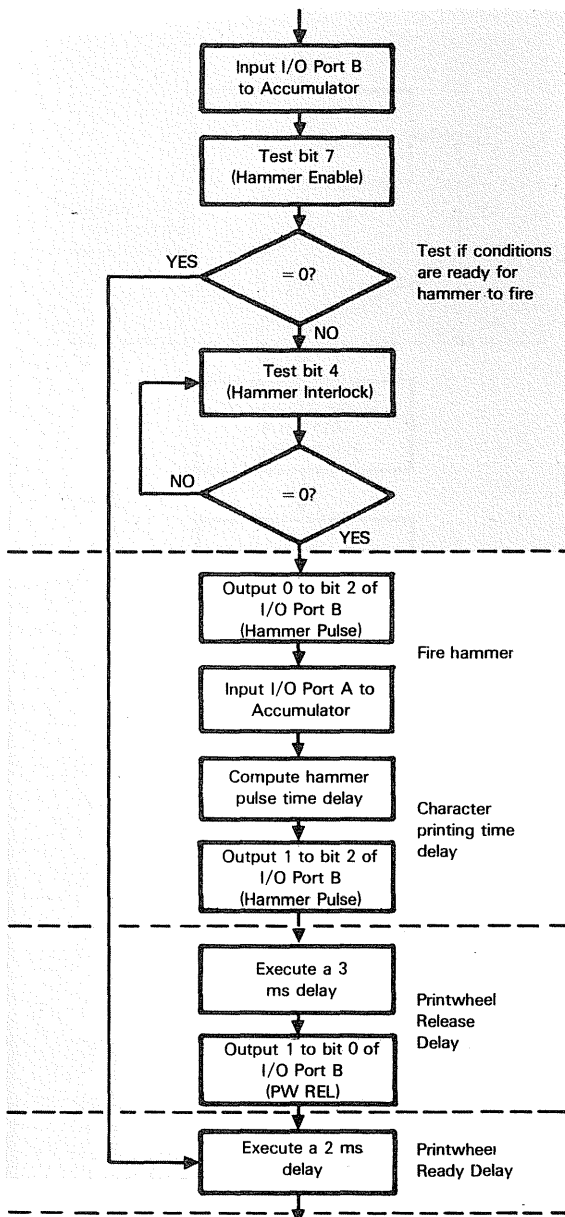 Input I/O Port B
to Accumulator
Test bit 7
(Hammer Enable)
= 0?
YES
NO
Test if conditions
are ready for
hammer to fire
Test bit 4
(Hammer Interlock)
= 0?
NO
YES
Output 0 to bit 2 of
I/O Port B
(Hammer Pulse)
Fire hammer
Input I/O Port A to
Accumulator
Compute hammer
pulse time delay
Character
printing time
delay
Output 1 to bit 2 of
I/O Port B
(Hammer Pulse)
Execute a 3
ms delay
Printwheel
Release
Delay
Output 1 to bit 0 of
I/O Port B
(PW REL)
Execute a 2 ms
delay
Printwheel
Ready Delay